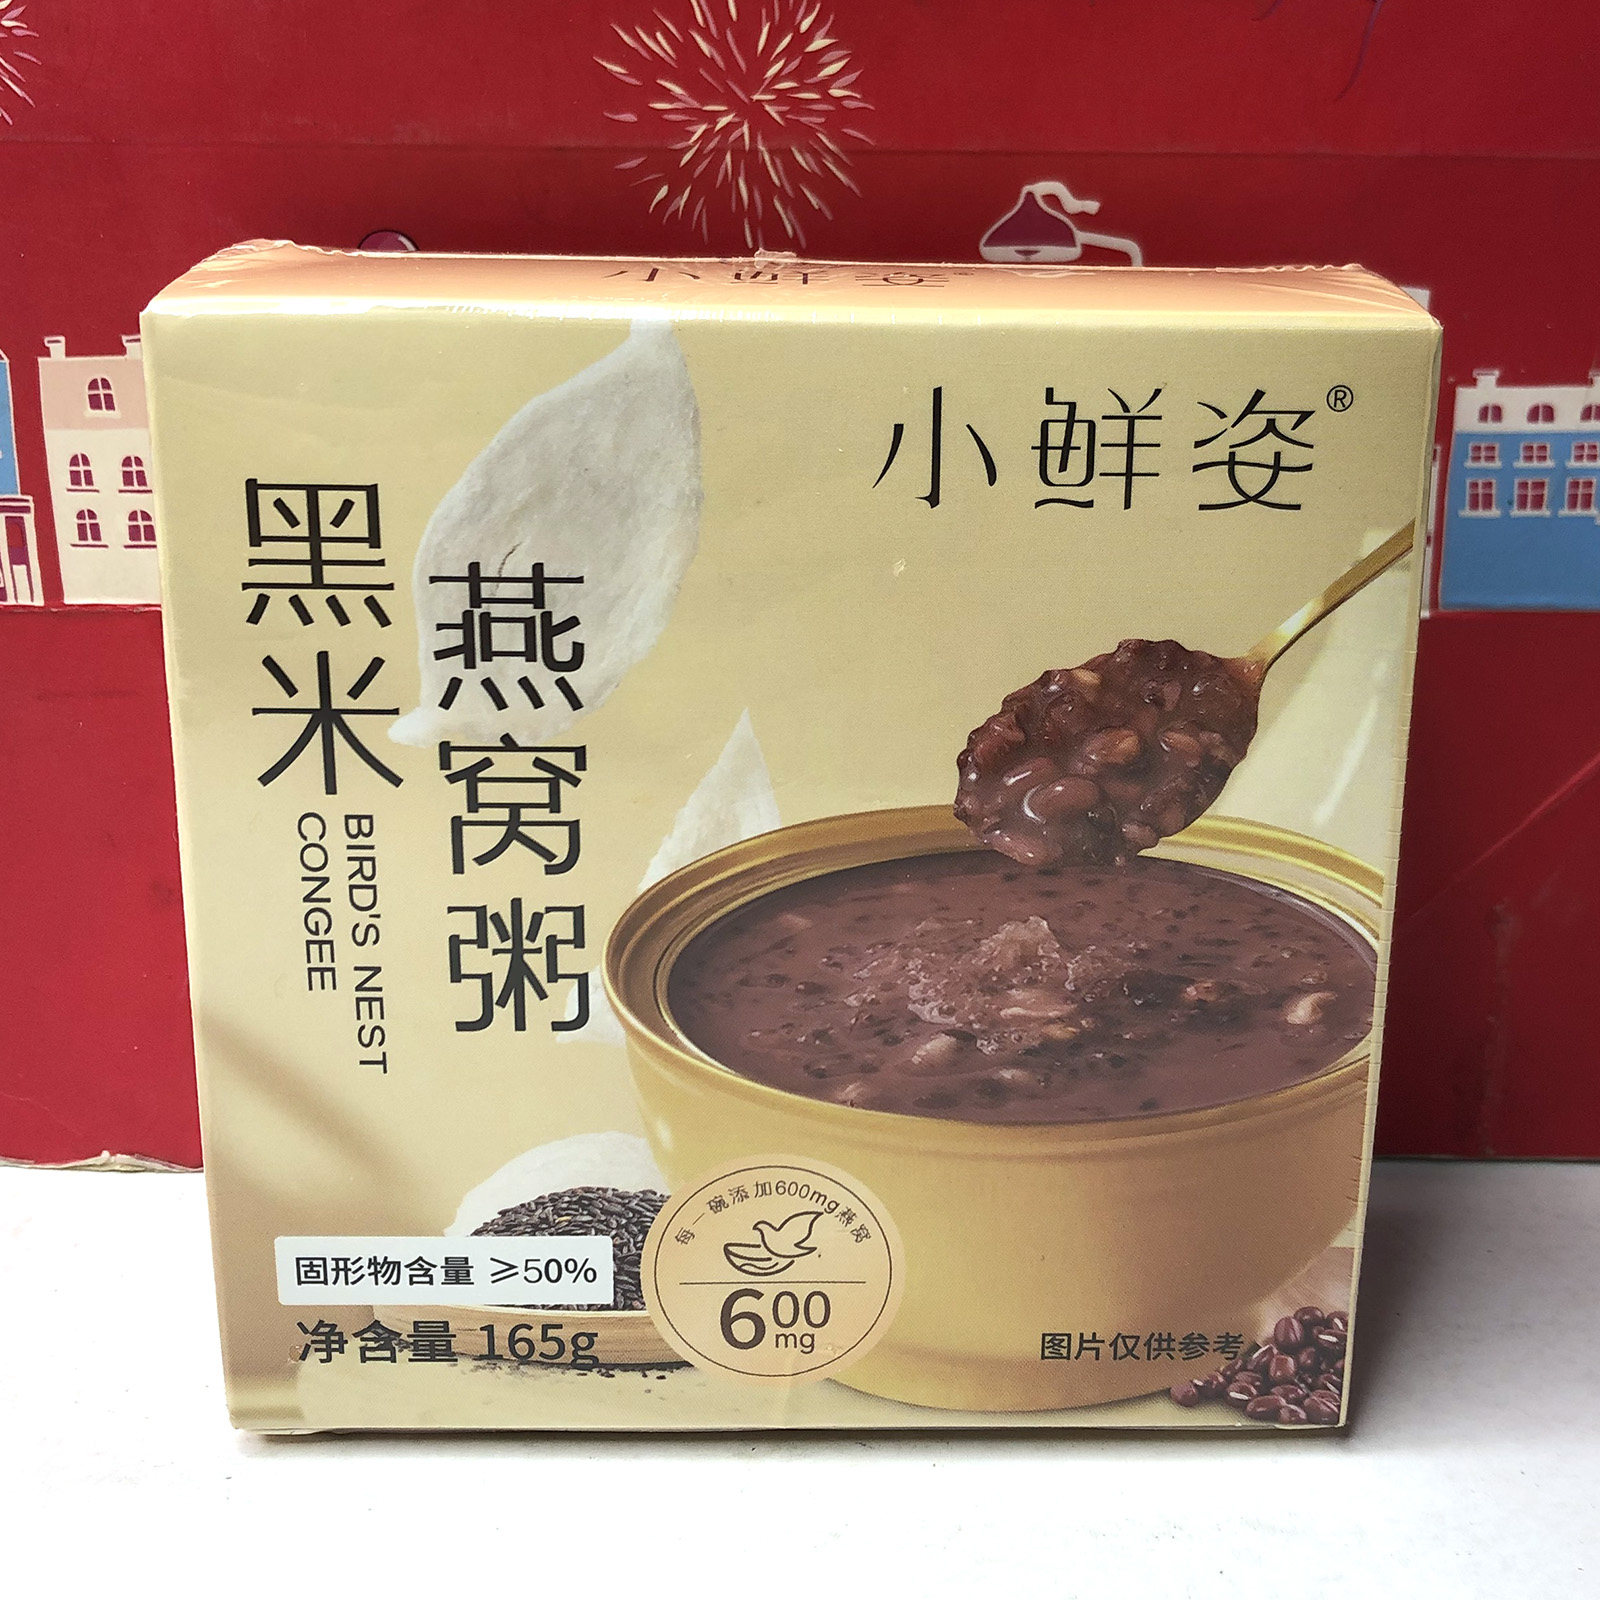 小鲜姿
小鲜姿®
黑米
燕窝粥
BIRD'S NEST
CONGEE
每一碗添加600mg燕窝
600mg
固形物含量 ≥50%
净含量 165g
图片仅供参考